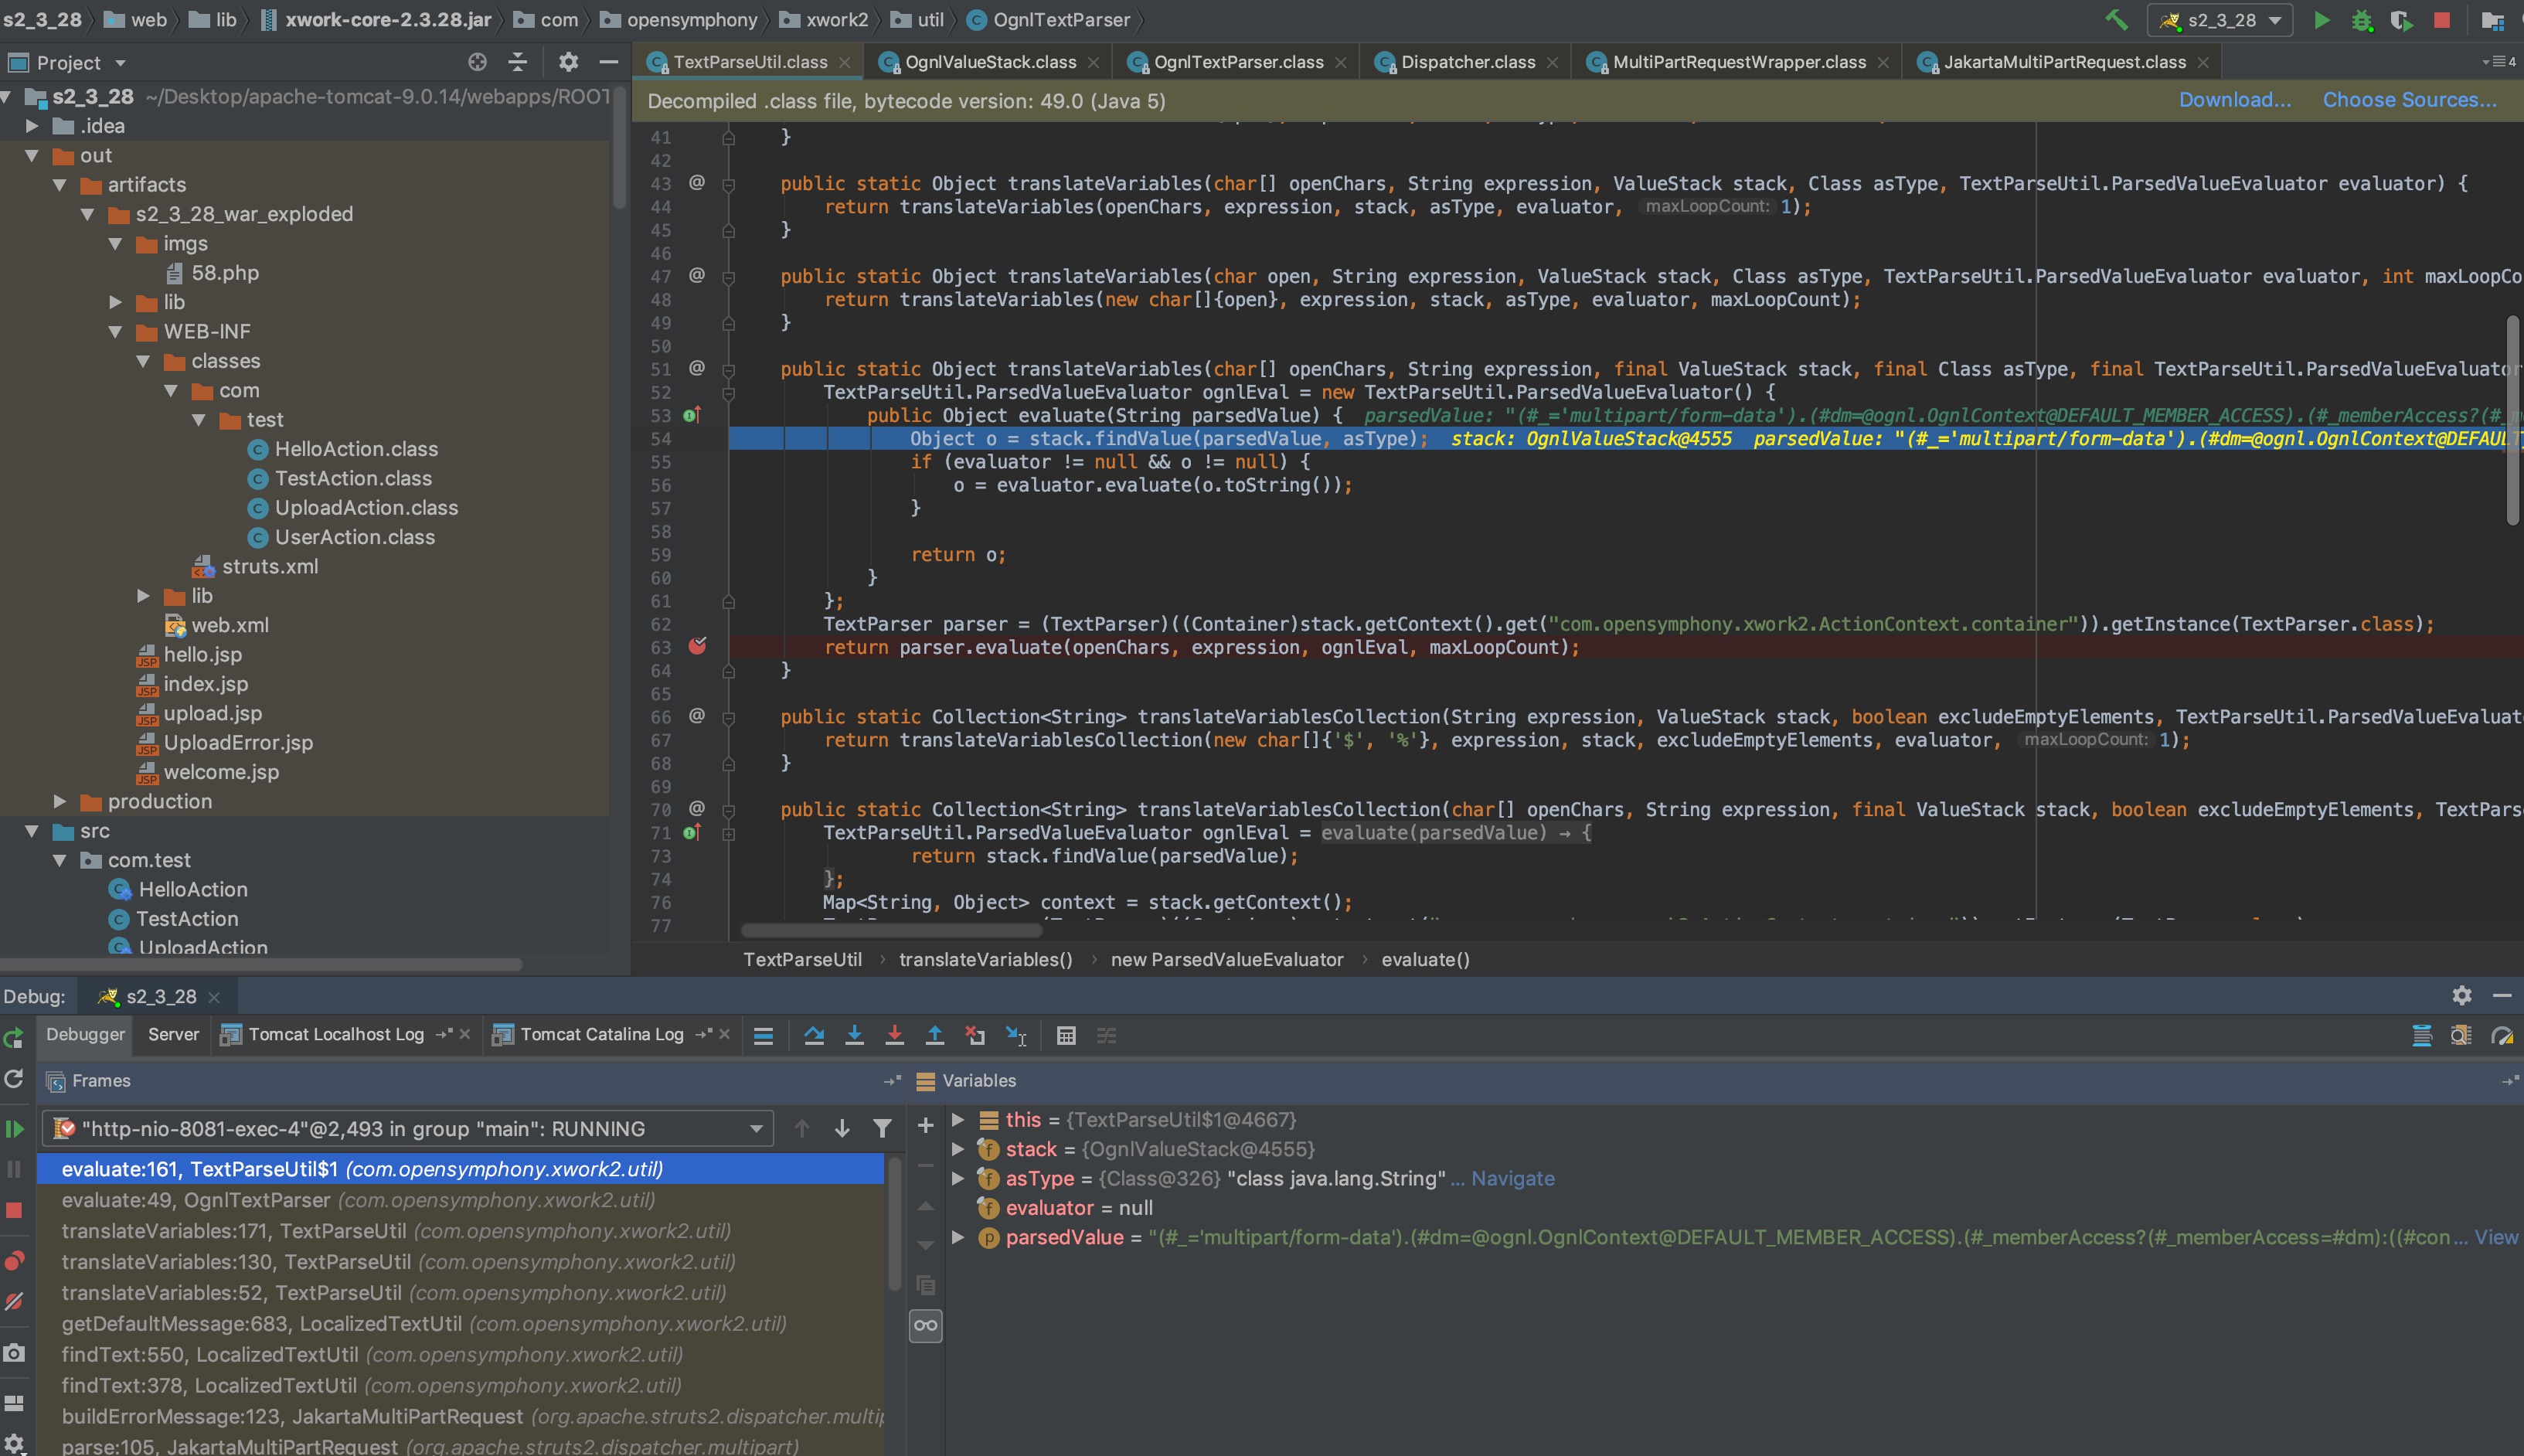 s2_3_28 web lib xwork-core-2.3.28.jar com opensymphony xwork2 util OgnlTextParser s2_3_28
Project
TextParseUtil.class OgnlValueStack.class OgnlTextParser.class Dispatcher.class MultiPartRequestWrapper.class JakartaMultiPartRequest.class 4
Decompiled .class file, bytecode version: 49.0 (Java 5) Download... Choose Sources...
s2_3_28 ~/Desktop/apache-tomcat-9.0.14/webapps/ROOT
.idea
out
artifacts
s2_3_28_war_exploded
imgs
58.php
lib
WEB-INF
classes
com
test
HelloAction.class
TestAction.class
UploadAction.class
UserAction.class
struts.xml
lib
web.xml
hello.jsp
index.jsp
upload.jsp
UploadError.jsp
welcome.jsp
production
src
com.test
HelloAction
TestAction
UploadAction
41 }
42
43 @ public static Object translateVariables(char[] openChars, String expression, ValueStack stack, Class asType, TextParseUtil.ParsedValueEvaluator evaluator) {
44 return translateVariables(openChars, expression, stack, asType, evaluator, maxLoopCount: 1);
45 }
46
47 @ public static Object translateVariables(char open, String expression, ValueStack stack, Class asType, TextParseUtil.ParsedValueEvaluator evaluator, int maxLoopCo
48 return translateVariables(new char[]{open}, expression, stack, asType, evaluator, maxLoopCount);
49 }
50
51 @ public static Object translateVariables(char[] openChars, String expression, final ValueStack stack, final Class asType, final TextParseUtil.ParsedValueEvaluator
52 TextParseUtil.ParsedValueEvaluator ognlEval = new TextParseUtil.ParsedValueEvaluator() {
53 public Object evaluate(String parsedValue) { parsedValue: "(#_='multipart/form-data').(#dm=@ognl.OgnlContext@DEFAULT_MEMBER_ACCESS).(#_memberAccess?(#_m
54 Object o = stack.findValue(parsedValue, asType); stack: OgnlValueStack@4555 parsedValue: "(#_='multipart/form-data').(#dm=@ognl.OgnlContext@DEFAULT
55 if (evaluator != null && o != null) {
56 o = evaluator.evaluate(o.toString());
57 }
58
59 return o;
60 }
61 };
62 TextParser parser = (TextParser)((Container)stack.getContext().get("com.opensymphony.xwork2.ActionContext.container")).getInstance(TextParser.class);
63 return parser.evaluate(openChars, expression, ognlEval, maxLoopCount);
64 }
65
66 @ public static Collection<String> translateVariablesCollection(String expression, ValueStack stack, boolean excludeEmptyElements, TextParseUtil.ParsedValueEvaluat
67 return translateVariablesCollection(new char[]{'$', '%'}, expression, stack, excludeEmptyElements, evaluator, maxLoopCount: 1);
68 }
69
70 @ public static Collection<String> translateVariablesCollection(char[] openChars, String expression, final ValueStack stack, boolean excludeEmptyElements, TextPars
71 TextParseUtil.ParsedValueEvaluator ognlEval = evaluate(parsedValue) → {
73 return stack.findValue(parsedValue);
74 };
76 Map<String, Object> context = stack.getContext();
77
TextParseUtil › translateVariables() › new ParsedValueEvaluator › evaluate()
Debug: s2_3_28
Debugger Server Tomcat Localhost Log Tomcat Catalina Log
Frames
"http-nio-8081-exec-4"@2,493 in group "main": RUNNING
evaluate:161, TextParseUtil$1 (com.opensymphony.xwork2.util)
evaluate:49, OgnlTextParser (com.opensymphony.xwork2.util)
translateVariables:171, TextParseUtil (com.opensymphony.xwork2.util)
translateVariables:130, TextParseUtil (com.opensymphony.xwork2.util)
translateVariables:52, TextParseUtil (com.opensymphony.xwork2.util)
getDefaultMessage:683, LocalizedTextUtil (com.opensymphony.xwork2.util)
findText:550, LocalizedTextUtil (com.opensymphony.xwork2.util)
findText:378, LocalizedTextUtil (com.opensymphony.xwork2.util)
buildErrorMessage:123, JakartaMultiPartRequest (org.apache.struts2.dispatcher.multip
parse:105, JakartaMultiPartRequest (org.apache.struts2.dispatcher.multipart)
Variables
this = {TextParseUtil$1@4667}
stack = {OgnlValueStack@4555}
asType = {Class@326} "class java.lang.String" ... Navigate
evaluator = null
parsedValue = "(#_='multipart/form-data').(#dm=@ognl.OgnlContext@DEFAULT_MEMBER_ACCESS).(#_memberAccess?(#_memberAccess=#dm):((#con... View